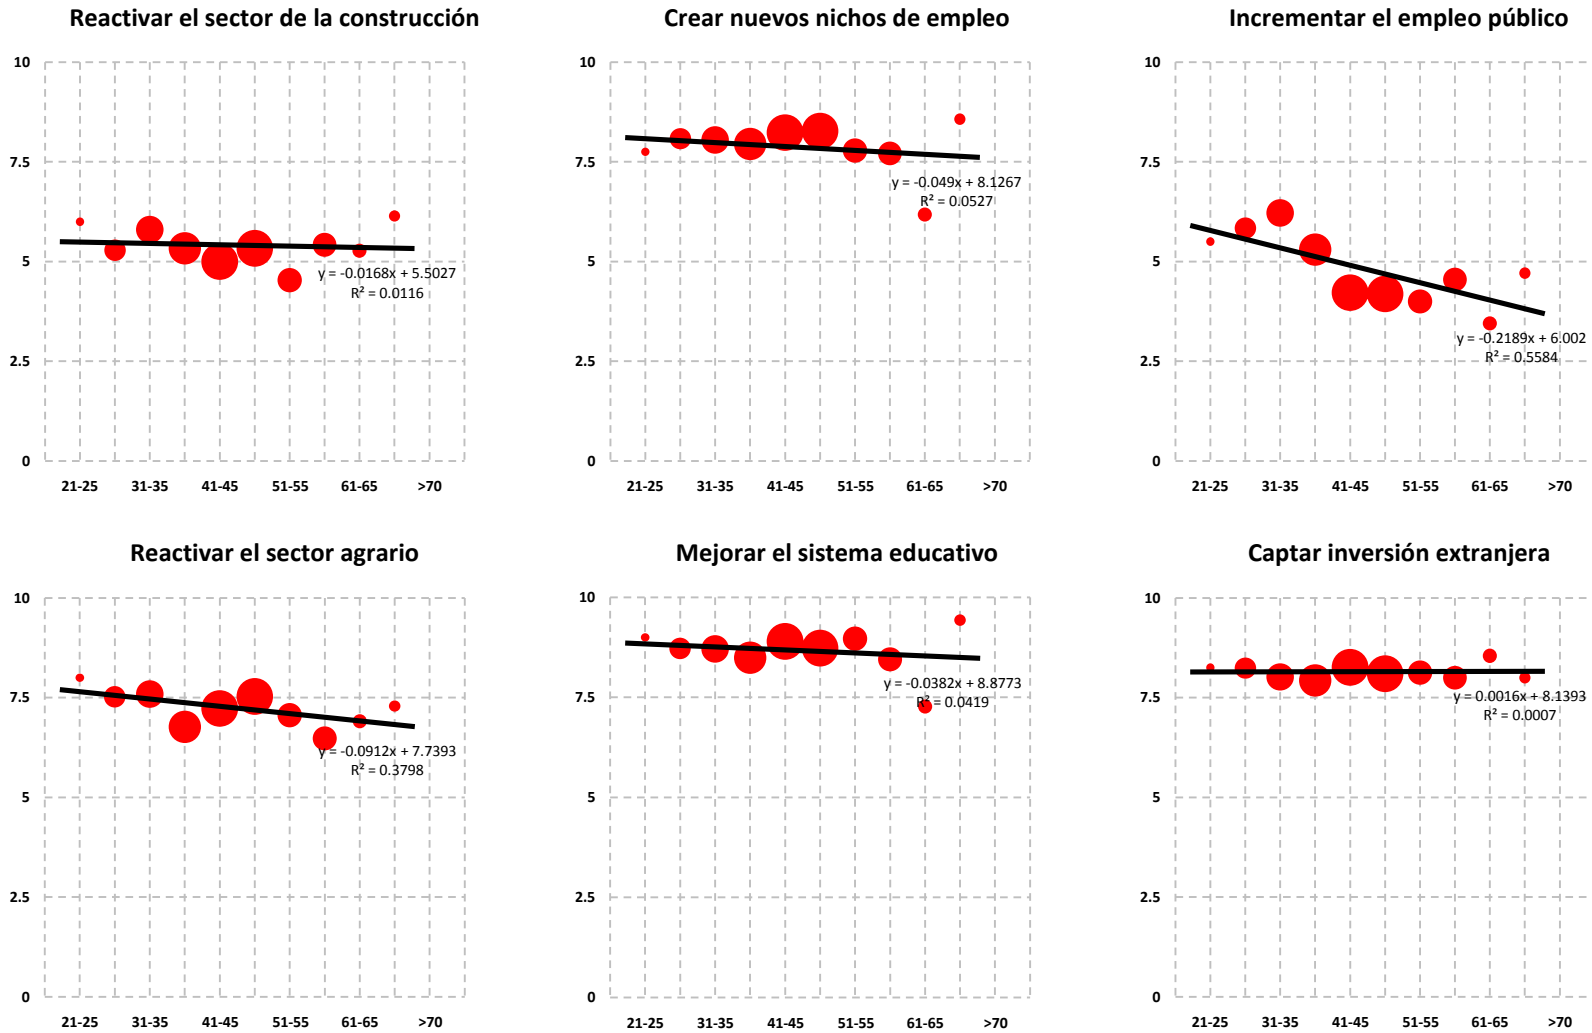 Reactivar el sector de la construcción
10
7.5
5
2.5
0
y = -0.0168x + 5.5027
R² = 0.0116
21-25 31-35 41-45 51-55 61-65 >70
Crear nuevos nichos de empleo
10
7.5
5
2.5
0
y = -0.049x + 8.1267
R² = 0.0527
21-25 31-35 41-45 51-55 61-65 >70
Incrementar el empleo público
10
7.5
5
2.5
0
y = -0.2189x + 6.002
R² = 0.5584
21-25 31-35 41-45 51-55 61-65 >70
Reactivar el sector agrario
10
7.5
5
2.5
0
y = -0.0912x + 7.7393
R² = 0.3798
21-25 31-35 41-45 51-55 61-65 >70
Mejorar el sistema educativo
10
7.5
5
2.5
0
y = -0.0382x + 8.8773
R² = 0.0419
21-25 31-35 41-45 51-55 61-65 >70
Captar inversión extranjera
10
7.5
5
2.5
0
y = 0.0016x + 8.1393
R² = 0.0007
21-25 31-35 41-45 51-55 61-65 >70